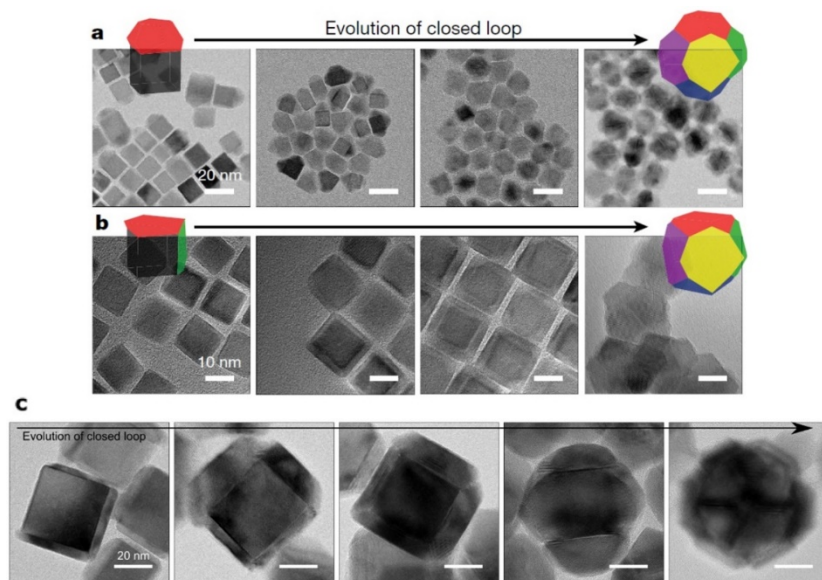 a
Evolution of closed loop
20 nm
b
10 nm
c
Evolution of closed loop
20 nm